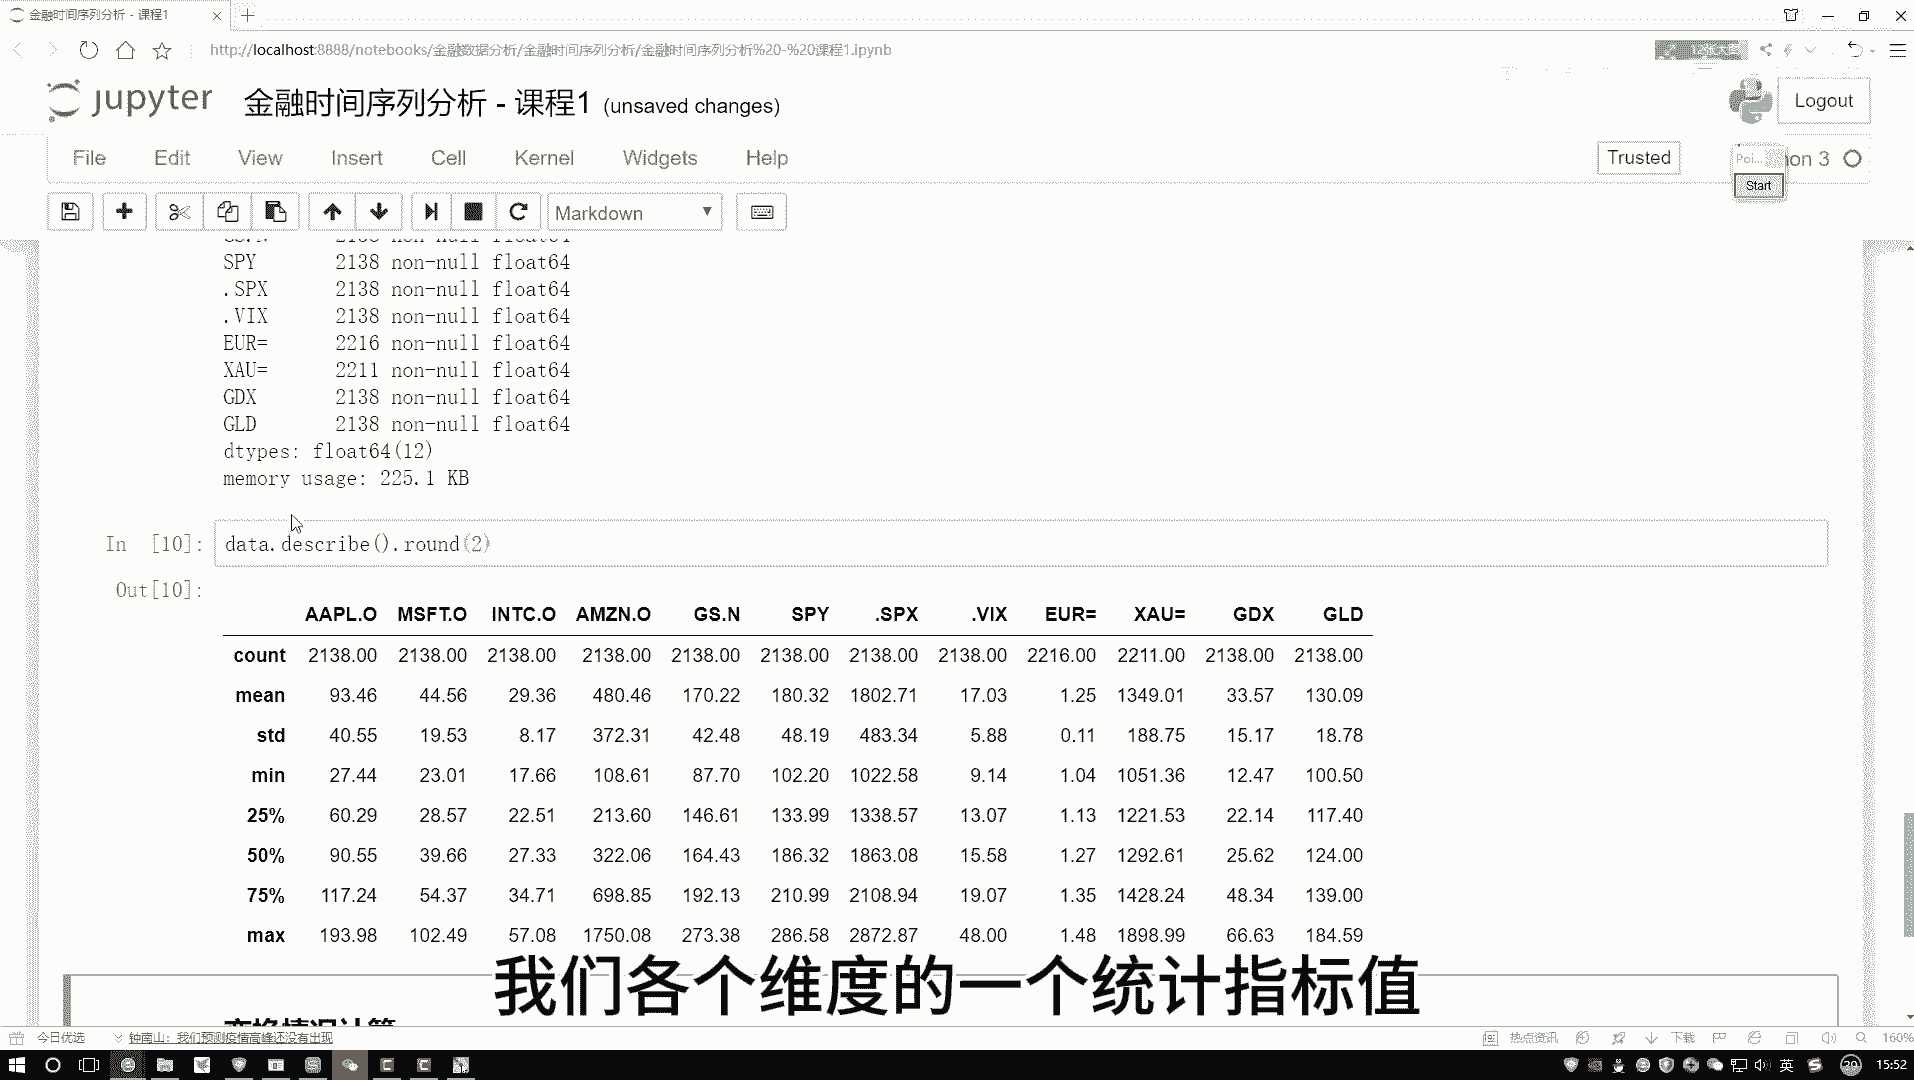 金融时间序列分析 - 课程1
http://localhost:8888/notebooks/金融数据分析/金融时间序列分析/金融时间序列分析%20-%20课程1.ipynb
12张大图
jupyter 金融时间序列分析 - 课程1 (unsaved changes)
Logout
File Edit View Insert Cell Kernel Widgets Help
Trusted
Poi...
hon 3
Start
Markdown
SPY 2138 non-null float64
.SPX 2138 non-null float64
.VIX 2138 non-null float64
EUR= 2216 non-null float64
XAU= 2211 non-null float64
GDX 2138 non-null float64
GLD 2138 non-null float64
dtypes: float64(12)
memory usage: 225.1 KB
In [10]: data.describe().round(2)
Out[10]:
AAPL.O MSFT.O INTC.O AMZN.O GS.N SPY .SPX .VIX EUR= XAU= GDX GLD
count 2138.00 2138.00 2138.00 2138.00 2138.00 2138.00 2138.00 2138.00 2216.00 2211.00 2138.00 2138.00
mean 93.46 44.56 29.36 480.46 170.22 180.32 1802.71 17.03 1.25 1349.01 33.57 130.09
std 40.55 19.53 8.17 372.31 42.48 48.19 483.34 5.88 0.11 188.75 15.17 18.78
min 27.44 23.01 17.66 108.61 87.70 102.20 1022.58 9.14 1.04 1051.36 12.47 100.50
25% 60.29 28.57 22.51 213.60 146.61 133.99 1338.57 13.07 1.13 1221.53 22.14 117.40
50% 90.55 39.66 27.33 322.06 164.43 186.32 1863.08 15.58 1.27 1292.61 25.62 124.00
75% 117.24 54.37 34.71 698.85 192.13 210.99 2108.94 19.07 1.35 1428.24 48.34 139.00
max 193.98 102.49 57.08 1750.08 273.38 286.58 2872.87 48.00 1.48 1898.99 66.63 184.59
我们各个维度的一个统计指标值
今日优选
钟南山：我们预测疫情高峰还没有出现
热点资讯
下载
160%
英
15:52